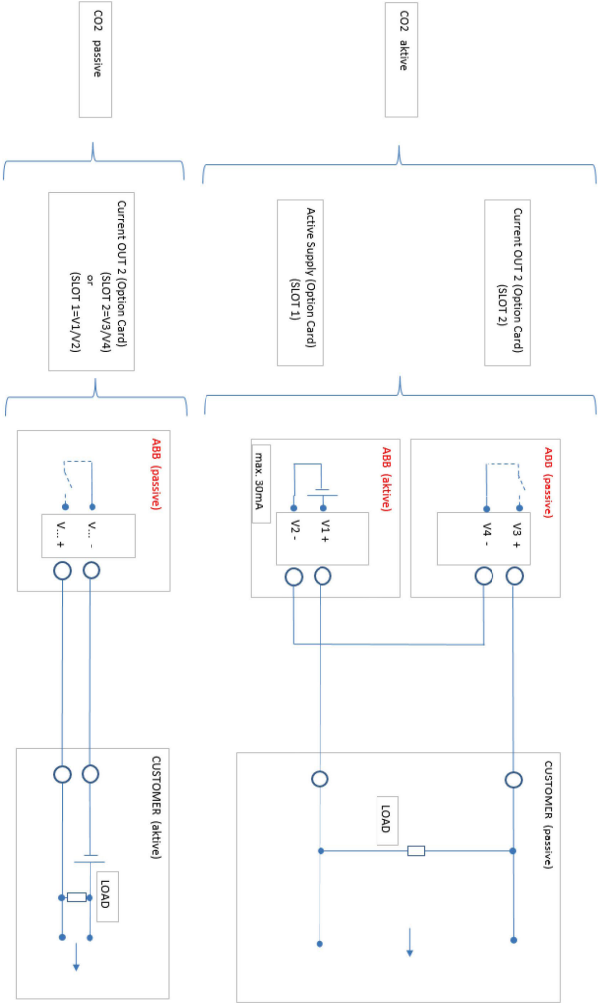 CO2 aktive
Current OUT 2 (Option Card)
(SLOT 2)
ADD (passive)
V3 +
V4 -
CUSTOMER (passive)
LOAD
Active Supply (Option Card)
(SLOT 1)
ABB (aktive)
V1 +
V2 -
max. 30mA
CO2 passive
Current OUT 2 (Option Card)
(SLOT 2=V3/V4)
or
(SLOT 1=V1/V2)
ABB (passive)
V... -
V... +
CUSTOMER (aktive)
LOAD